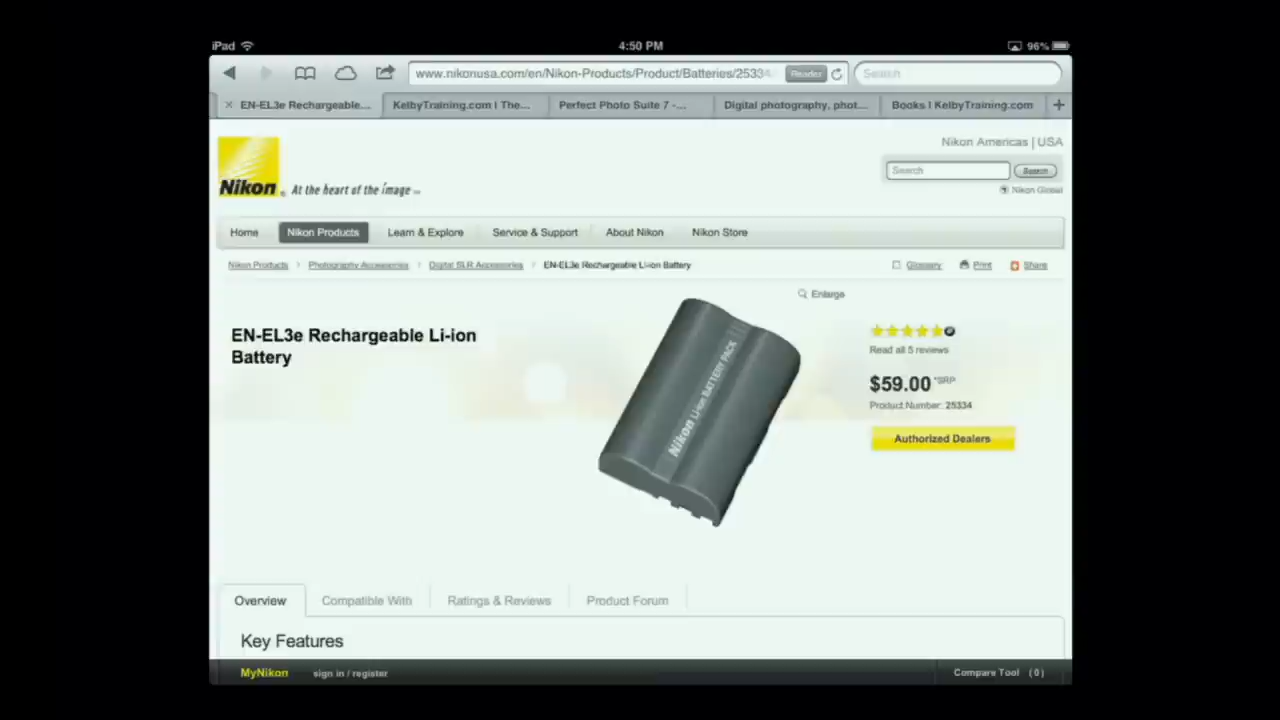 iPad 4:50 PM 96%
www.nikonusa.com/en/Nikon-Products/Product/Batteries/25334 Reader Search
EN-EL3e Rechargeable... KelbyTraining.com | The... Perfect Photo Suite 7 -... Digital photography, phot... Books | KelbyTraining.com
Nikon Americas | USA
Search Search
Nikon At the heart of the image
Nikon Global
Home Nikon Products Learn & Explore Service & Support About Nikon Nikon Store
Nikon Products Photography Accessories Digital SLR Accessories EN-EL3e Rechargeable Li-ion Battery Glossary Print Share
Enlarge
EN-EL3e Rechargeable Li-ion
Battery
Nikon Li-ion BATTERY PACK
Read all 5 reviews
$59.00 *SRP
Product Number: 25334
Authorized Dealers
Overview Compatible With Ratings & Reviews Product Forum
Key Features
MyNikon sign in / register Compare Tool (0)